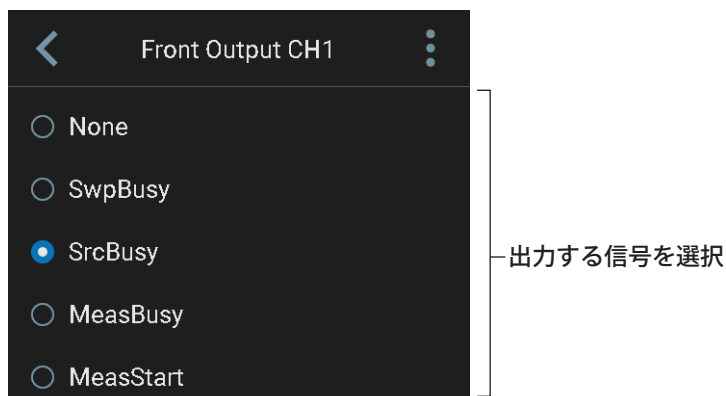 Front Output CH1
None
SwpBusy
SrcBusy
出力する信号を選択
MeasBusy
MeasStart